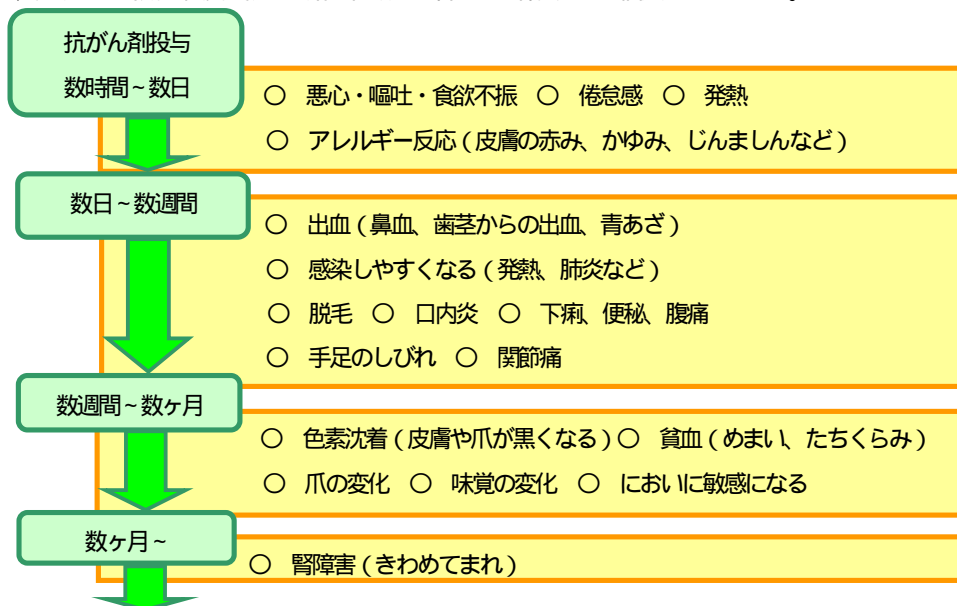 抗がん剤投与
数時間~数日
○ 悪心・嘔吐・食欲不振 ○ 倦怠感 ○ 発熱
○ アレルギー反応(皮膚の赤み、かゆみ、じんましんなど)
数日~数週間
○ 出血(鼻血、歯茎からの出血、青あざ)
○ 感染しやすくなる(発熱、肺炎など)
○ 脱毛 ○ 口内炎 ○ 下痢、便秘、腹痛
○ 手足のしびれ ○ 関節痛
数週間~数ヶ月
○ 色素沈着(皮膚や爪が黒くなる)○ 貧血(めまい、たちくらみ)
○ 爪の変化 ○ 味覚の変化 ○ においに敏感になる
数ヶ月~
○ 腎障害(きわめてまれ)